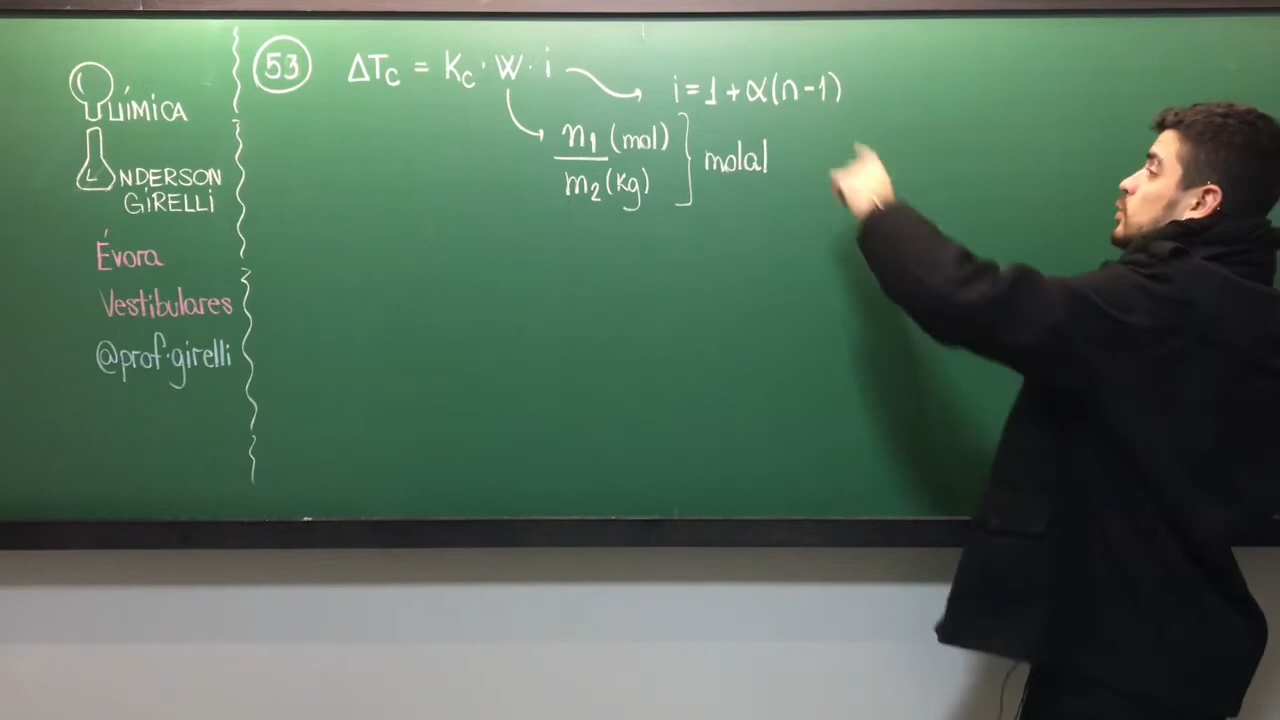 QUÍMICA
ANDERSON
GiRELLi
Évora
Vestibulares
@prof.girelli
53 ΔTc = Kc · W · i
i = 1 + α(n-1)
n1 (mol)
m2 (Kg)
molal